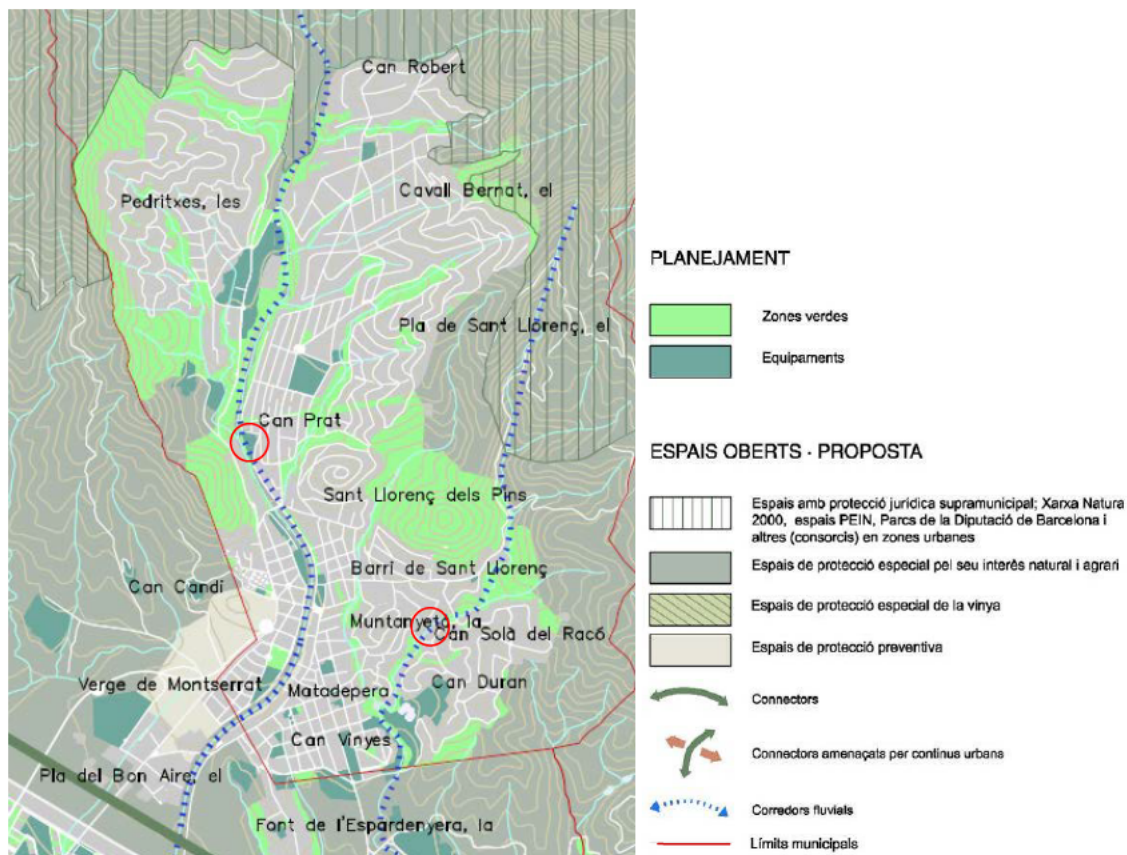 Can Robert
Pedritxes, les
Cavall Bernat, el
Pla de Sant Llorenç, el
Can Prat
Sant Llorenç dels Pins
Barri de Sant Llorenç
Can Candi
Muntanyeta, la
Can Solà del Racó
Verge de Montserrat
Matadepera
Can Duran
Can Vinyes
Pla del Bon Aire, el
Font de l'Espardenyera, la
PLANEJAMENT
Zones verdes
Equipaments
ESPAIS OBERTS - PROPOSTA
Espais amb protecció jurídica supramunicipal; Xarxa Natura
2000, espais PEIN, Parcs de la Diputació de Barcelona i
altres (consorcis) en zones urbanes
Espais de protecció especial pel seu interès natural i agrari
Espais de protecció especial de la vinya
Espais de protecció preventiva
Connectors
Connectors amenaçats per continus urbans
Corredors fluvials
Límits municipals